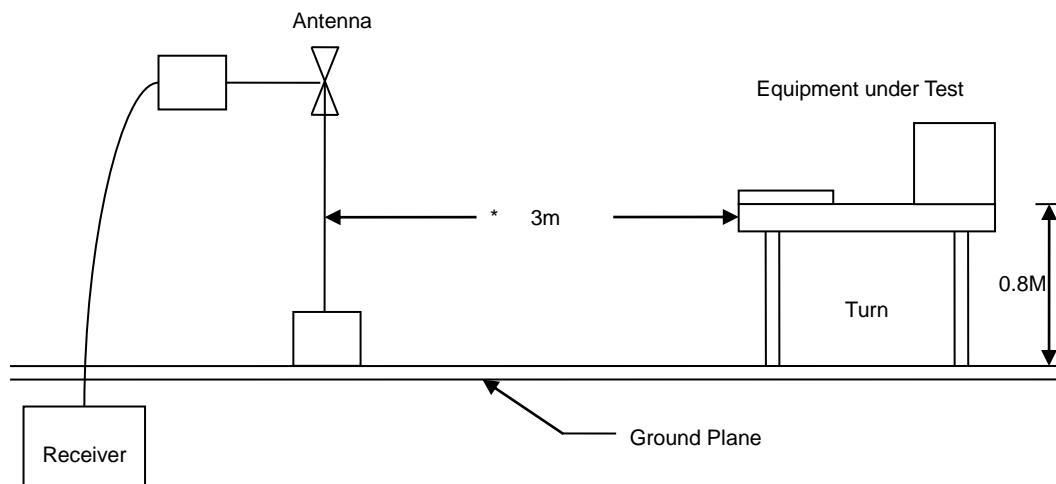 Antenna
Equipment under Test
* 3m
0.8M
Turn
Ground Plane
Receiver